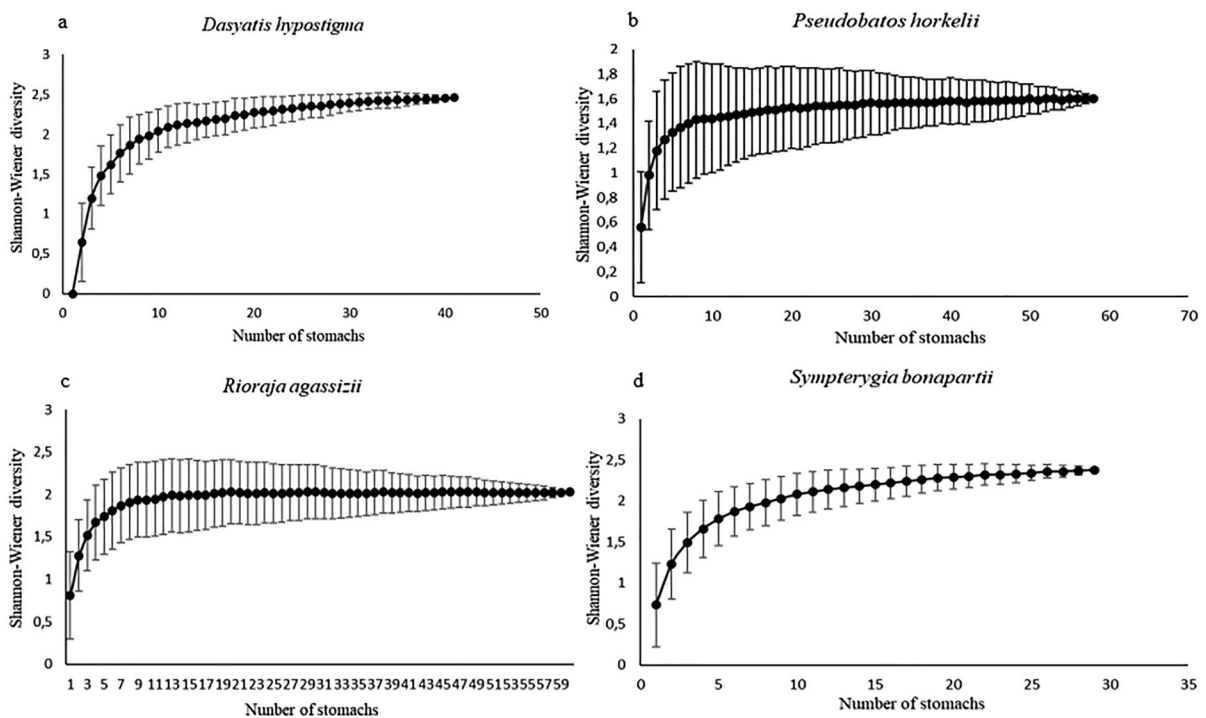 a
Dasyatis hypostigma
3
2,5
2
1,5
1
0,5
0
Shannon-Wiener diversity
0 10 20 30 40 50
Number of stomachs
b
Pseudobatos horkelii
2
1,8
1,6
1,4
1,2
1
0,8
0,6
0,4
0,2
0
Shannon-Wiener diversity
0 10 20 30 40 50 60 70
Number of stomachs
c
Rioraja agassizii
3
2,5
2
1,5
1
0,5
0
Shannon-Wiener diversity
1 3 5 7 9 11 13 15 17 19 21 23 25 27 29 31 33 35 37 39 41 43 45 47 49 51 53 55 57 59
Nunber of stomachs
d
Sympterygia bonapartii
3
2,5
2
1,5
1
0,5
0
Shannon-Wiener diversity
0 5 10 15 20 25 30 35
Number of stomachs